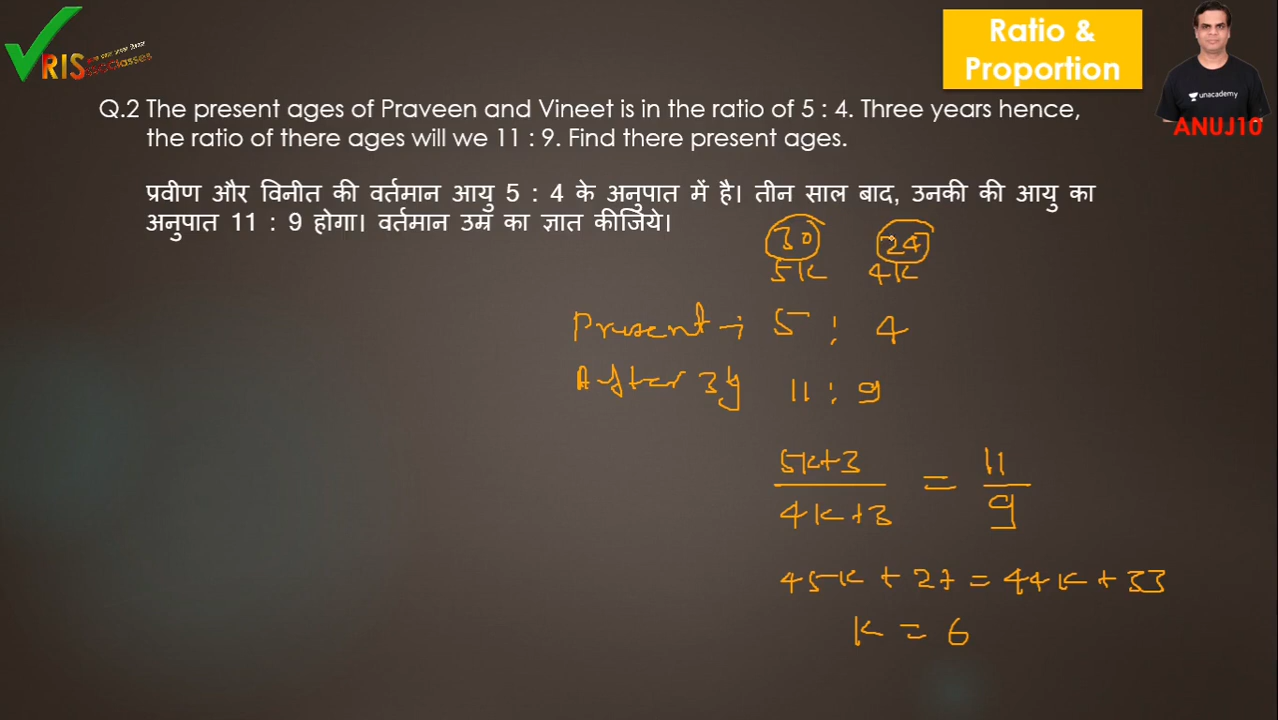 RIS
Ratio &
Proportion
unacademy
ANUJ10
Q.2 The present ages of Praveen and Vineet is in the ratio of 5 : 4. Three years hence,
the ratio of there ages will we 11 : 9. Find there present ages.
प्रवीण और विनीत की वर्तमान आयु 5 : 4 के अनुपात में है। तीन साल बाद, उनकी की आयु का
अनुपात 11 : 9 होगा। वर्तमान उम्र का ज्ञात कीजिये।
30 24
5K 4K
Present → 5 : 4
After 3y 11 : 9
5K+3 = 11
4K+3 9
45K + 27 = 44K + 33
K = 6